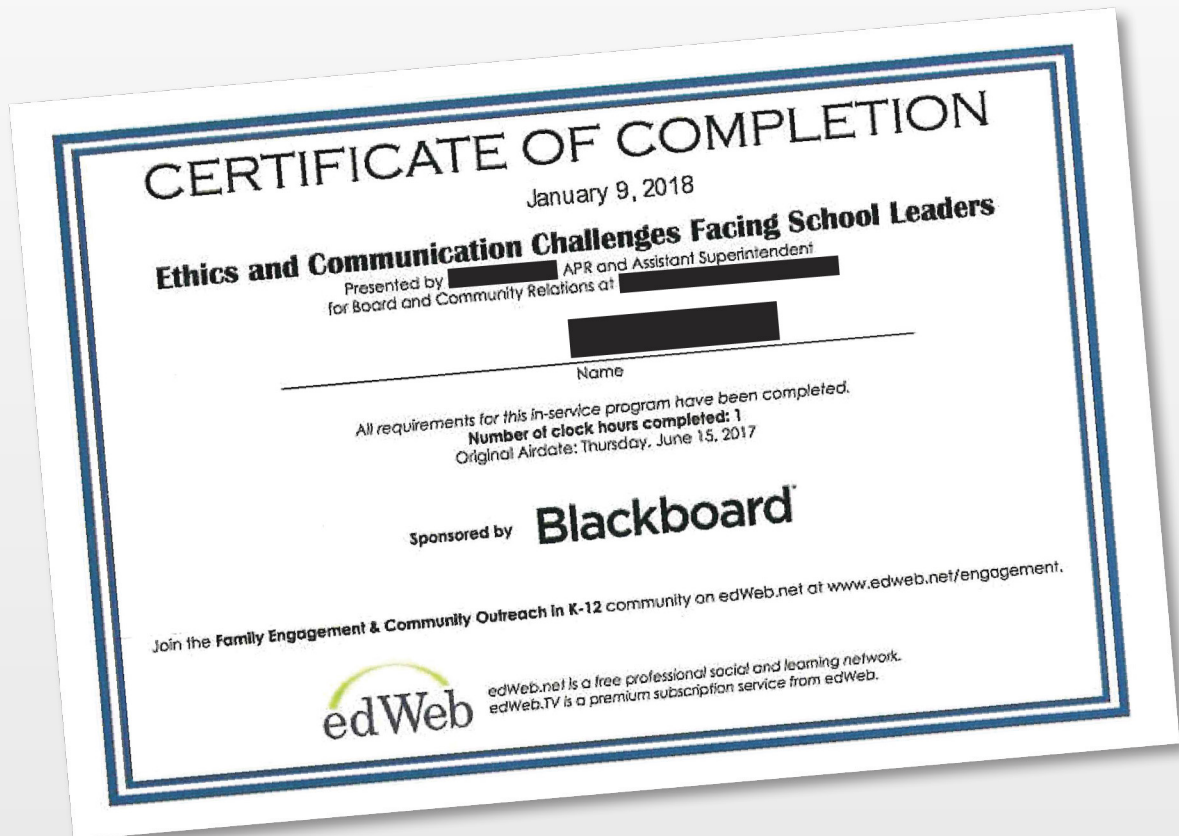 CERTIFICATE OF COMPLETION
January 9, 2018
Ethics and Communication Challenges Facing School Leaders
Presented by APR and Assistant Superintendent
for Board and Community Relations at
Name
All requirements for this in-service program have been completed.
Number of clock hours completed: 1
Original Airdate: Thursday, June 15, 2017
Sponsored by Blackboard
Join the Family Engagement & Community Outreach in K-12 community on edWeb.net at www.edweb.net/engagement.
edWeb
edWeb.net is a free professional social and learning network.
edWeb.TV is a premium subscription service from edWeb.